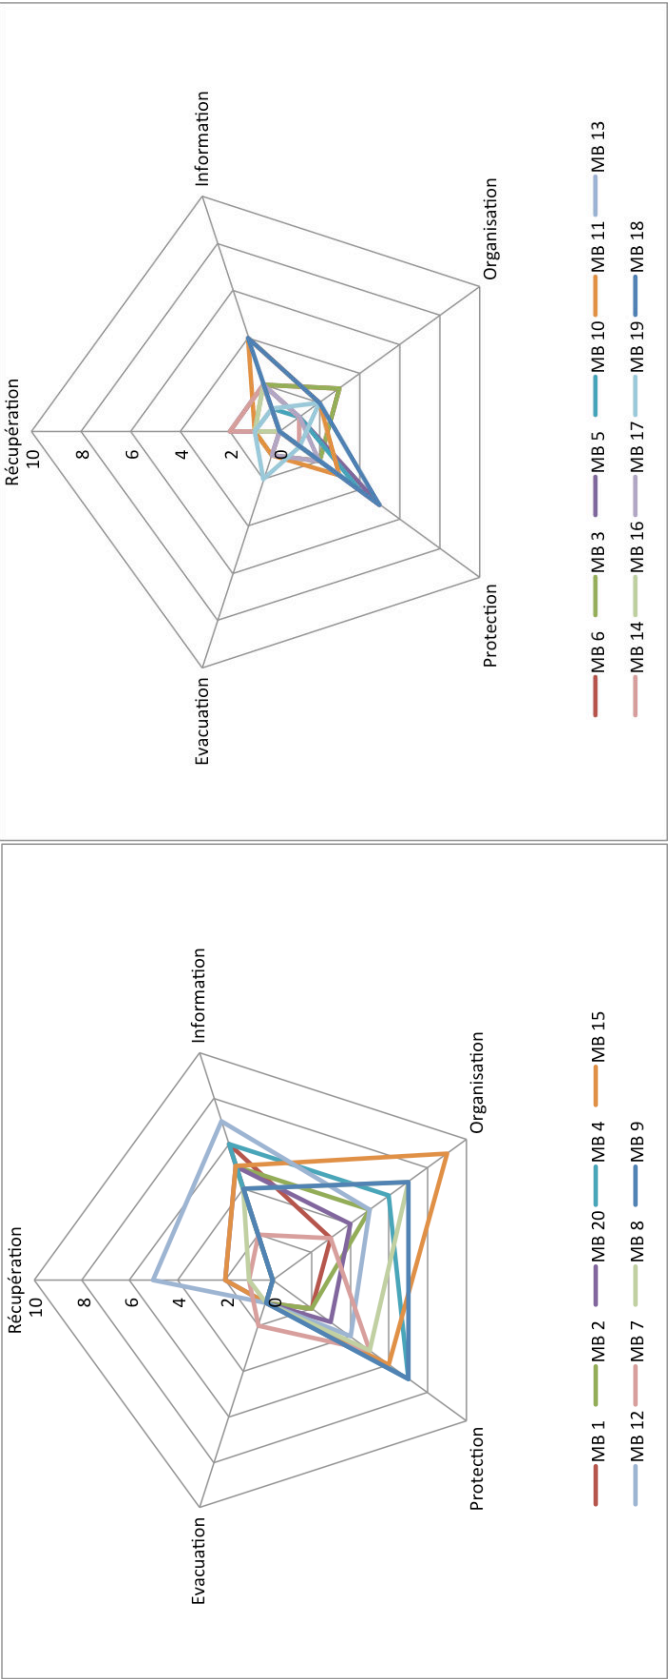 Récupération
10
8
6
4
2
0
Information
Organisation
Protection
Evacuation
MB 6 MB 3 MB 5 MB 10 MB 11 MB 13
MB 14 MB 16 MB 17 MB 19 MB 18
Récupération
10
8
6
4
2
0
Information
Organisation
Protection
Evacuation
MB 1 MB 2 MB 20 MB 4 MB 15
MB 12 MB 7 MB 8 MB 9